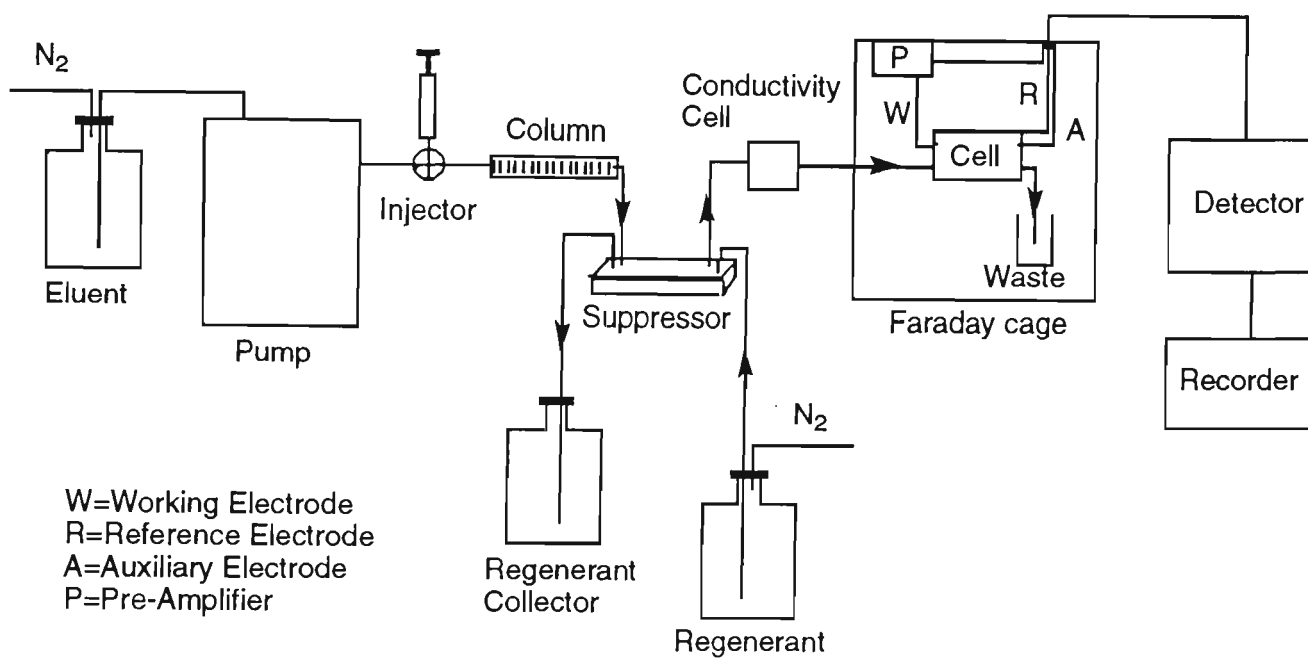 N2
Eluent
Pump
Injector
Column
Suppressor
Conductivity
Cell
P
W
R
A
Cell
Waste
Faraday cage
Detector
Recorder
Regenerant
Collector
N2
Regenerant
W=Working Electrode
R=Reference Electrode
A=Auxiliary Electrode
P=Pre-Amplifier